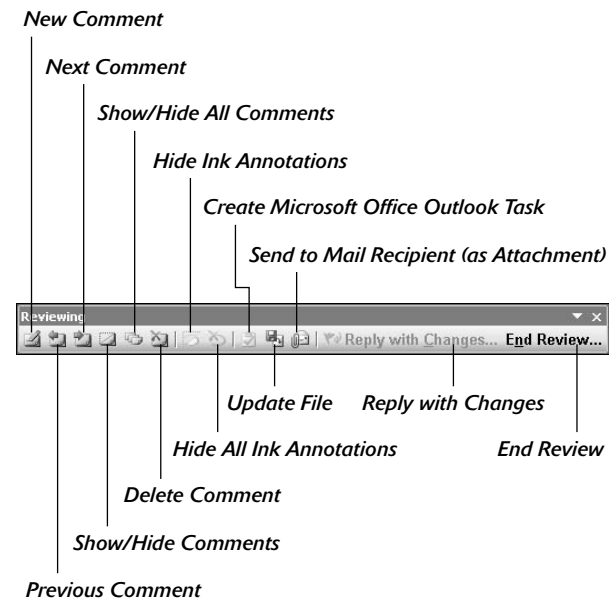 New Comment
Next Comment
Show/Hide All Comments
Hide Ink Annotations
Create Microsoft Office Outlook Task
Send to Mail Recipient (as Attachment)
Reviewing
Reply with Changes... End Review...
Update File Reply with Changes
Hide All Ink Annotations End Review
Delete Comment
Show/Hide Comments
Previous Comment